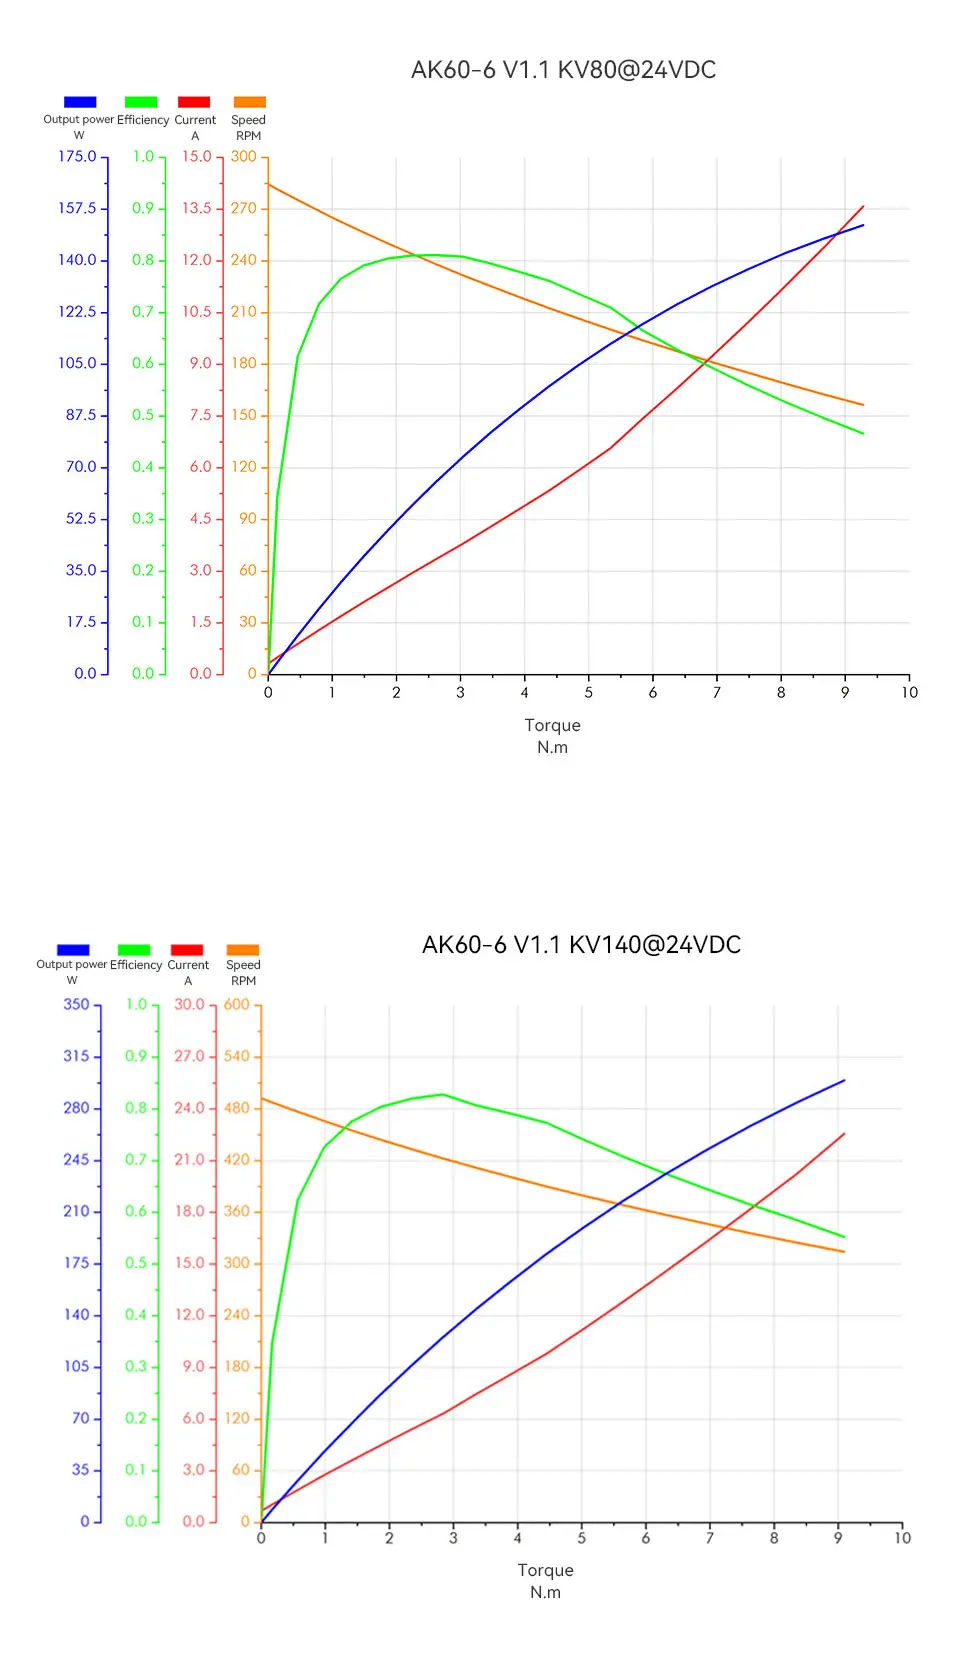 AK60-6 V1.1 KV80@24VDC
Output power Efficiency Current Speed
W A RPM
175.0 1.0 15.0 300
157.5 0.9 13.5 270
140.0 0.8 12.0 240
122.5 0.7 10.5 210
105.0 0.6 9.0 180
87.5 0.5 7.5 150
70.0 0.4 6.0 120
52.5 0.3 4.5 90
35.0 0.2 3.0 60
17.5 0.1 1.5 30
0.0 0.0 0.0 0
0 1 2 3 4 5 6 7 8 9 10
Torque
N.m
AK60-6 V1.1 KV140@24VDC
Output power Efficiency Current Speed
W A RPM
350 1.0 30.0 600
315 0.9 27.0 540
280 0.8 24.0 480
245 0.7 21.0 420
210 0.6 18.0 360
175 0.5 15.0 300
140 0.4 12.0 240
105 0.3 9.0 180
70 0.2 6.0 120
35 0.1 3.0 60
0 0.0 0.0 0
0 1 2 3 4 5 6 7 8 9 10
Torque
N.m